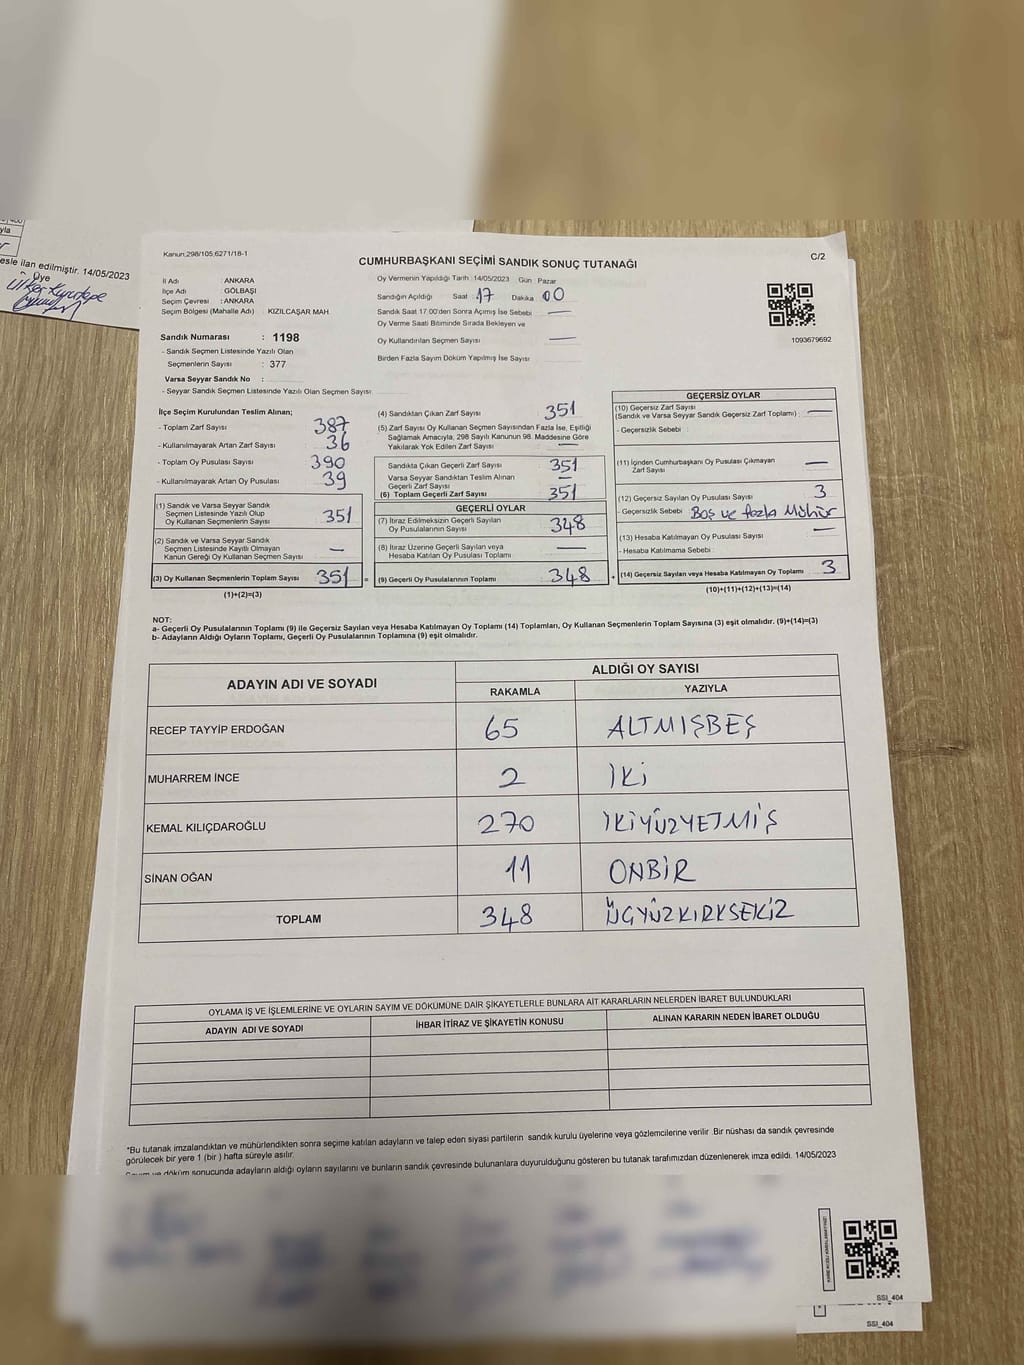 esle ilan edilmiştir. 14/05/2023
Üye
Kanun;298/105;6271/18-1
CUMHURBAŞKANI SEÇİMİ SANDIK SONUÇ TUTANAĞI
C/2
İl Adı : ANKARA
İlçe Adı : GÖLBAŞI
Seçim Çevresi : ANKARA
Seçim Bölgesi (Mahalle Adı) : KIZILCAŞAR MAH.
Sandık Numarası : 1198
- Sandık Seçmen Listesinde Yazılı Olan
Seçmenlerin Sayısı : 377
Varsa Seyyar Sandık No :
- Seyyar Sandık Seçmen Listesinde Yazılı Olan Seçmen Sayısı:
Oy Vermenin Yapıldığı Tarih :14/05/2023 Gün :Pazar
Sandığın Açıldığı Saat :17 Dakika :00
Sandık Saat 17.00'den Sonra Açımış İse Sebebi —
Oy Verme Saati Bitiminde Sırada Bekleyen ve
Oy Kullandırılan Seçmen Sayısı —
Birden Fazla Sayım Döküm Yapılmış İse Sayısı
1093679692
İlçe Seçim Kurulundan Teslim Alınan;
- Toplam Zarf Sayısı 387
- Kullanılmayarak Artan Zarf Sayısı 36
- Toplam Oy Pusulası Sayısı 390
- Kullanılmayarak Artan Oy Pusulası 39
(1) Sandık ve Varsa Seyyar Sandık
Seçmen Listesinde Yazılı Olup
Oy Kullanan Seçmenlerin Sayısı 351
(2) Sandık ve Varsa Seyyar Sandık
Seçmen Listesinde Kayıtlı Olmayan
Kanun Gereği Oy Kullanan Seçmen Sayısı —
(3) Oy Kullanan Seçmenlerin Toplam Sayısı 351 =
(1)+(2)=(3)
(4) Sandıktan Çıkan Zarf Sayısı 351
(5) Zarf Sayısı Oy Kullanan Seçmen Sayısından Fazla İse, Eşitliği
Sağlamak Amacıyla, 298 Sayılı Kanunun 98. Maddesine Göre
Yakılarak Yok Edilen Zarf Sayısı —
Sandıkta Çıkan Geçerli Zarf Sayısı 351
Varsa Seyyar Sandıktan Teslim Alınan
Geçerli Zarf Sayısı —
(6) Toplam Geçerli Zarf Sayısı 351
GEÇERLİ OYLAR
(7) İtiraz Edilmeksizin Geçerli Sayılan
Oy Pusulalarının Sayısı 348
(8) İtiraz Üzerine Geçerli Sayılan veya
Hesaba Katılan Oy Pusulası Toplamı —
(9) Geçerli Oy Pusulalarının Toplamı 348 +
GEÇERSİZ OYLAR
(10) Geçersiz Zarf Sayısı
(Sandık ve Varsa Seyyar Sandık Geçersiz Zarf Toplamı) : —
- Geçersizlik Sebebi :
(11) İçinden Cumhurbaşkanı Oy Pusulası Çıkmayan
Zarf Sayısı —
(12) Geçersiz Sayılan Oy Pusulası Sayısı 3
- Geçersizlik Sebebi Boş ve fazla Mühür
(13) Hesaba Katılmayan Oy Pusulası Sayısı —
- Hesaba Katılmama Sebebi
(14) Geçersiz Sayılan veya Hesaba Katılmayan Oy Toplamı 3
(10)+(11)+(12)+(13)=(14)
NOT:
a- Geçerli Oy Pusulalarının Toplamı (9) ile Geçersiz Sayılan veya Hesaba Katılmayan Oy Toplamı (14) Toplamları, Oy Kullanan Seçmenlerin Toplam Sayısına (3) eşit olmalıdır. (9)+(14)=(3)
b- Adayların Aldığı Oyların Toplamı, Geçerli Oy Pusulalarının Toplamına (9) eşit olmalıdır.
ADAYIN ADI VE SOYADI ALDIĞI OY SAYISI
RAKAMLA YAZIYLA
RECEP TAYYİP ERDOĞAN 65 ALTMIŞBEŞ
MUHARREM İNCE 2 İKİ
KEMAL KILIÇDAROĞLU 270 İKİYÜZYETMİŞ
SİNAN OĞAN 11 ONBİR
TOPLAM 348 ÜÇYÜZKIRKSEKİZ
OYLAMA İŞ VE İŞLEMLERİNE VE OYLARIN SAYIM VE DÖKÜMÜNE DAİR ŞİKAYETLERLE BUNLARA AİT KARARLARIN NELERDEN İBARET BULUNDUKLARI
ADAYIN ADI VE SOYADI İHBAR İTİRAZ VE ŞİKAYETİN KONUSU ALINAN KARARIN NEDEN İBARET OLDUĞU
*Bu tutanak imzalandıktan ve mühürlendikten sonra seçime katılan adayların ve talep eden siyasi partilerin sandık kurulu üyelerine veya gözlemcilerine verilir. Bir nüshası da sandık çevresinde
görülecek bir yere 1 (bir ) hafta süreyle asılır.
döküm sonucunda adayların aldığı oyların sayılarını ve bunların sandık çevresinde bulunanlara duyurulduğunu gösteren bu tutanak tarafımızdan düzenlenerek imza edildi. 14/05/2023
SSI_404
SSI_404